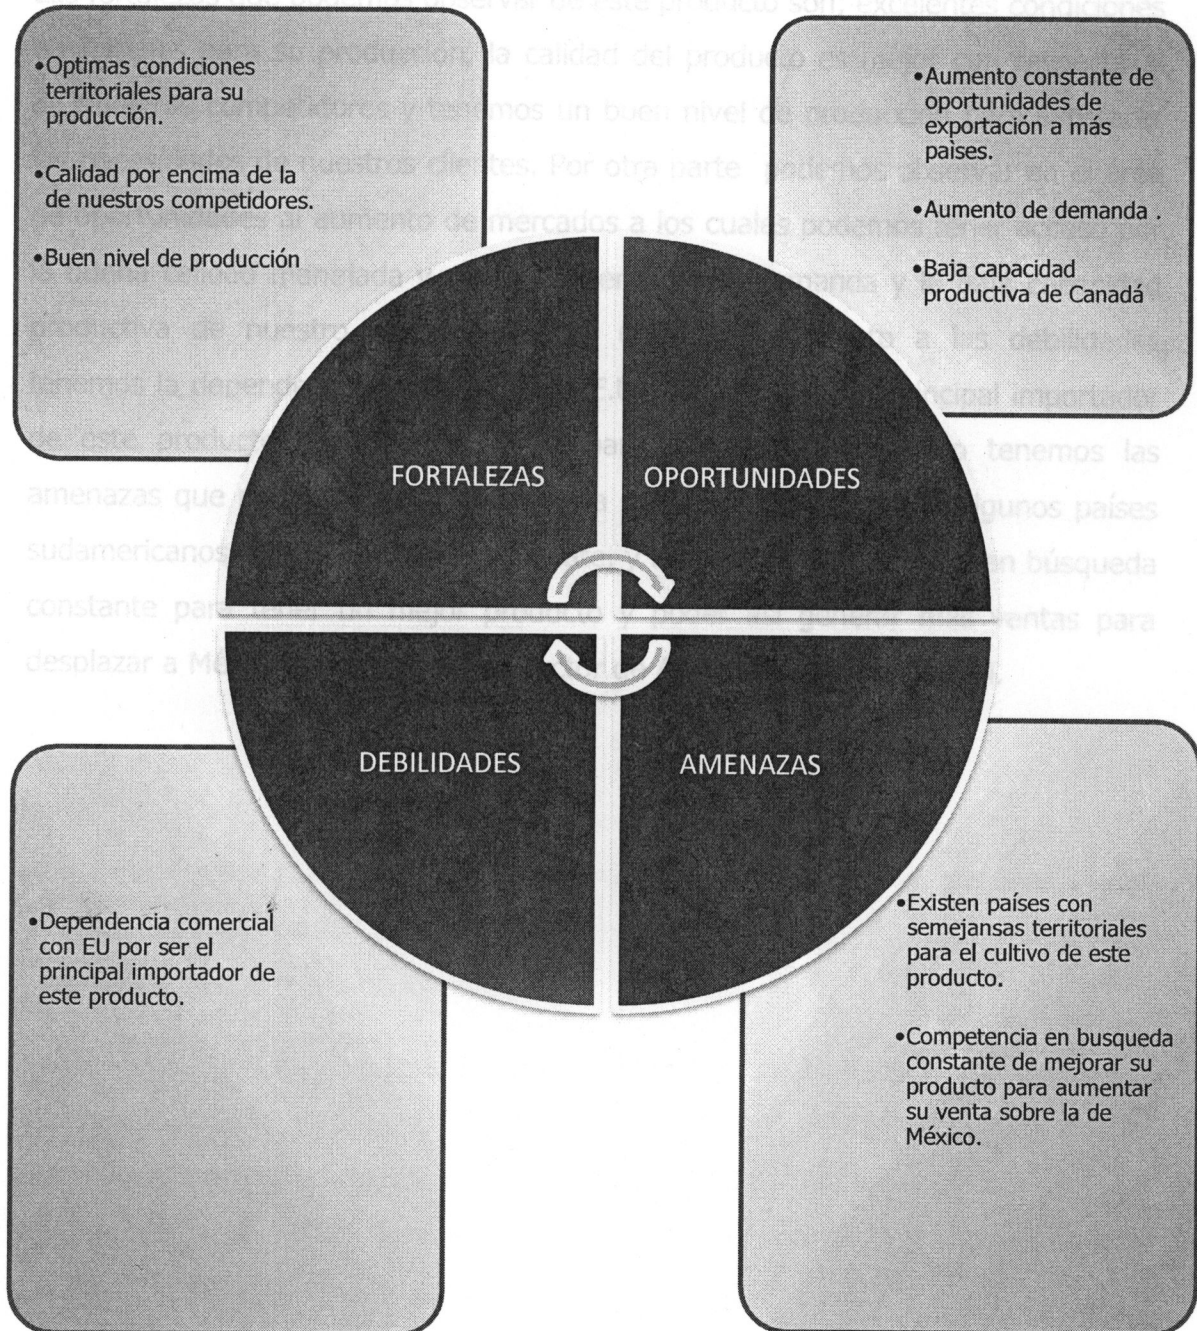 •Optimas condiciones
territoriales para su
producción.
•Calidad por encima de la
de nuestros competidores.
•Buen nivel de producción
•Aumento constante de
oportunidades de
exportación a más
países.
•Aumento de demanda .
•Baja capacidad
productiva de Canadá
FORTALEZAS
OPORTUNIDADES
DEBILIDADES
AMENAZAS
•Dependencia comercial
con EU por ser el
principal importador de
este producto.
•Existen países con
semejansas territoriales
para el cultivo de este
producto.
•Competencia en busqueda
constante de mejorar su
producto para aumentar
su venta sobre la de
México.